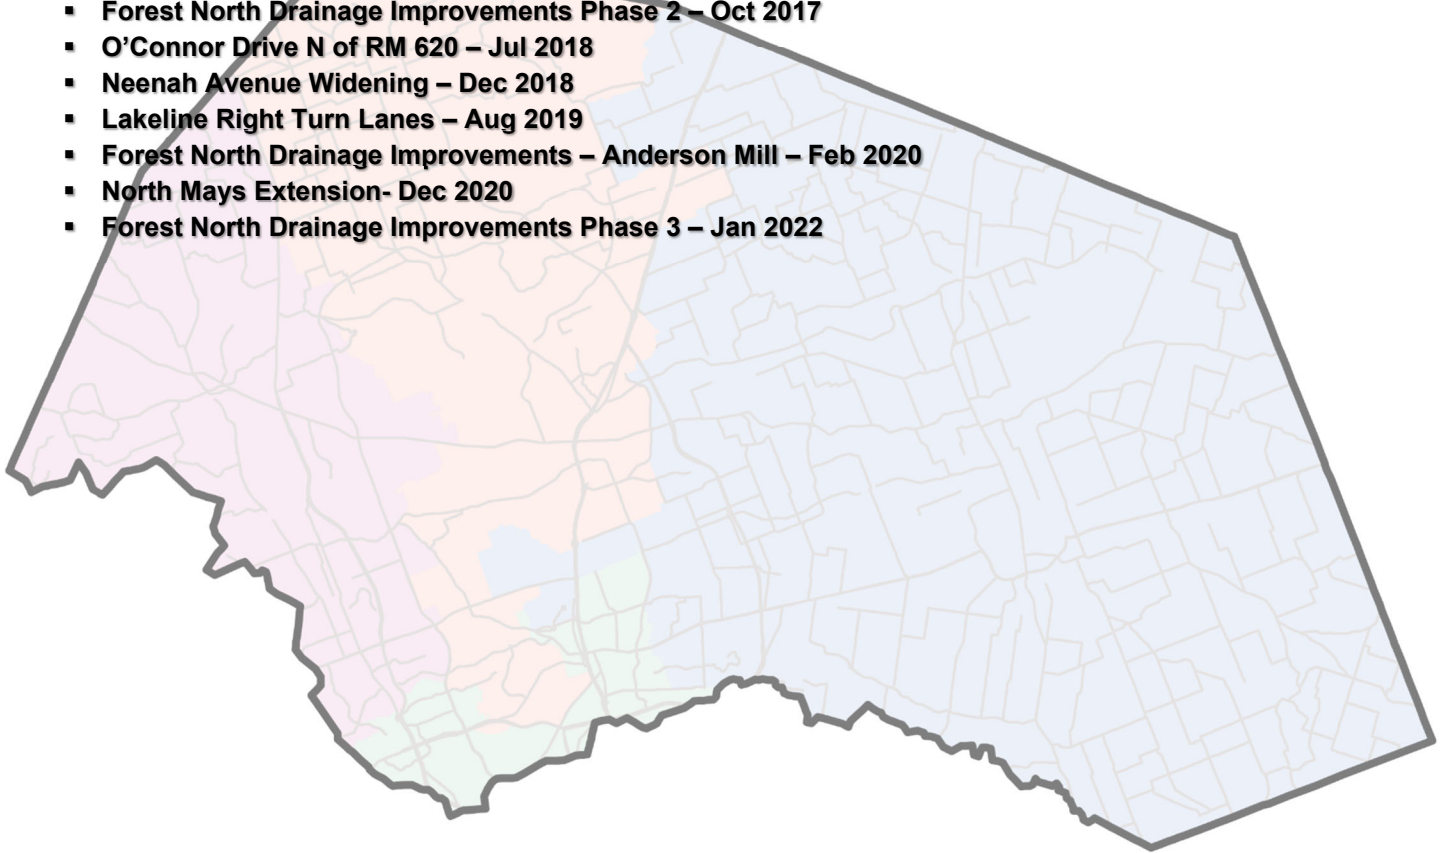 ▪ Forest North Drainage Improvements Phase 2 – Oct 2017
▪ O’Connor Drive N of RM 620 – Jul 2018
▪ Neenah Avenue Widening – Dec 2018
▪ Lakeline Right Turn Lanes – Aug 2019
▪ Forest North Drainage Improvements – Anderson Mill – Feb 2020
▪ North Mays Extension- Dec 2020
▪ Forest North Drainage Improvements Phase 3 – Jan 2022